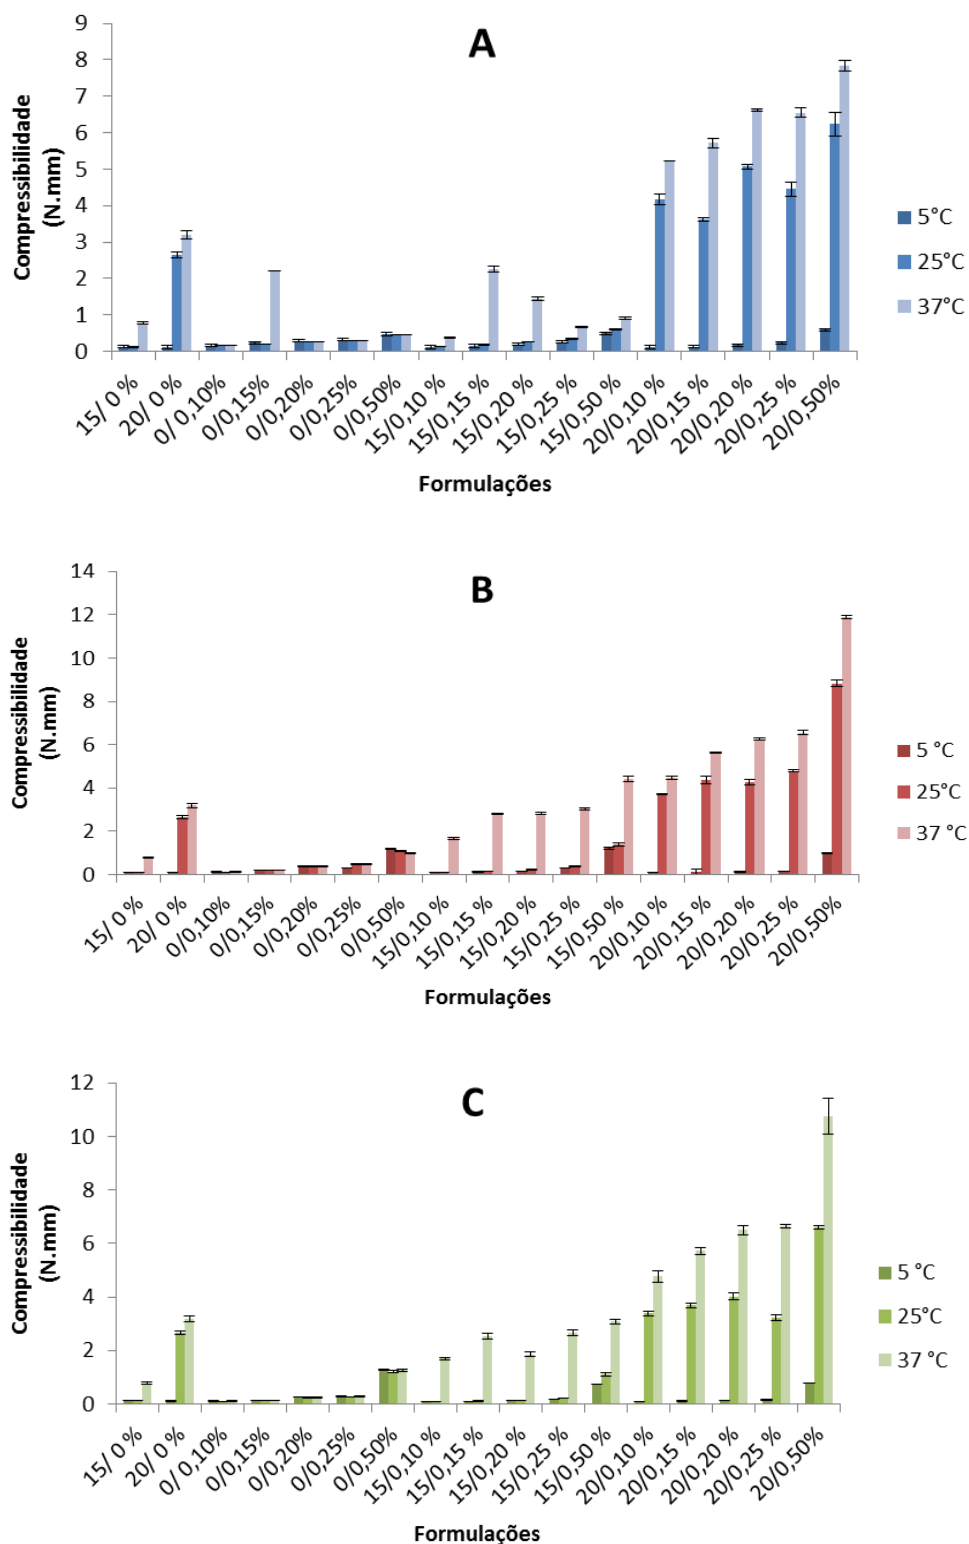 A
Compressibilidade
(N.mm)
9
8
7
6
5
4
3
2
1
0
5°C
25°C
37°C
15/ 0 %
20/ 0 %
0/ 0,10%
0/0,15%
0/0,20%
0/0,25%
0/0,50%
15/0,10 %
15/0,15 %
15/0,20 %
15/0,25 %
15/0,50 %
20/0,10 %
20/0,15 %
20/0,20 %
20/0,25 %
20/0,50%
Formulações
B
Compressibilidade
(N.mm)
14
12
10
8
6
4
2
0
5 °C
25°C
37 °C
15/ 0%
20/ 0 %
0/0,10%
0/0,15%
0/0,20%
0/0,25%
0/0,50%
15/0,10 %
15/0,15 %
15/0,20 %
15/0,25 %
15/0,50 %
20/0,10 %
20/0,15 %
20/0,20 %
20/0,25 %
20/0,50%
Formulações
C
Compressibilidade
(N.mm)
12
10
8
6
4
2
0
5 °C
25°C
37 °C
15/ 0%
20/ 0 %
0/ 0,10%
0/0,15%
0/0,20%
0/0,25%
0/0,50%
15/0,10 %
15/0,15 %
15/0,20 %
15/0,25 %
15/0,50 %
20/0,10 %
20/0,15 %
20/0,20 %
20/0,25 %
20/0,50%
Formulações